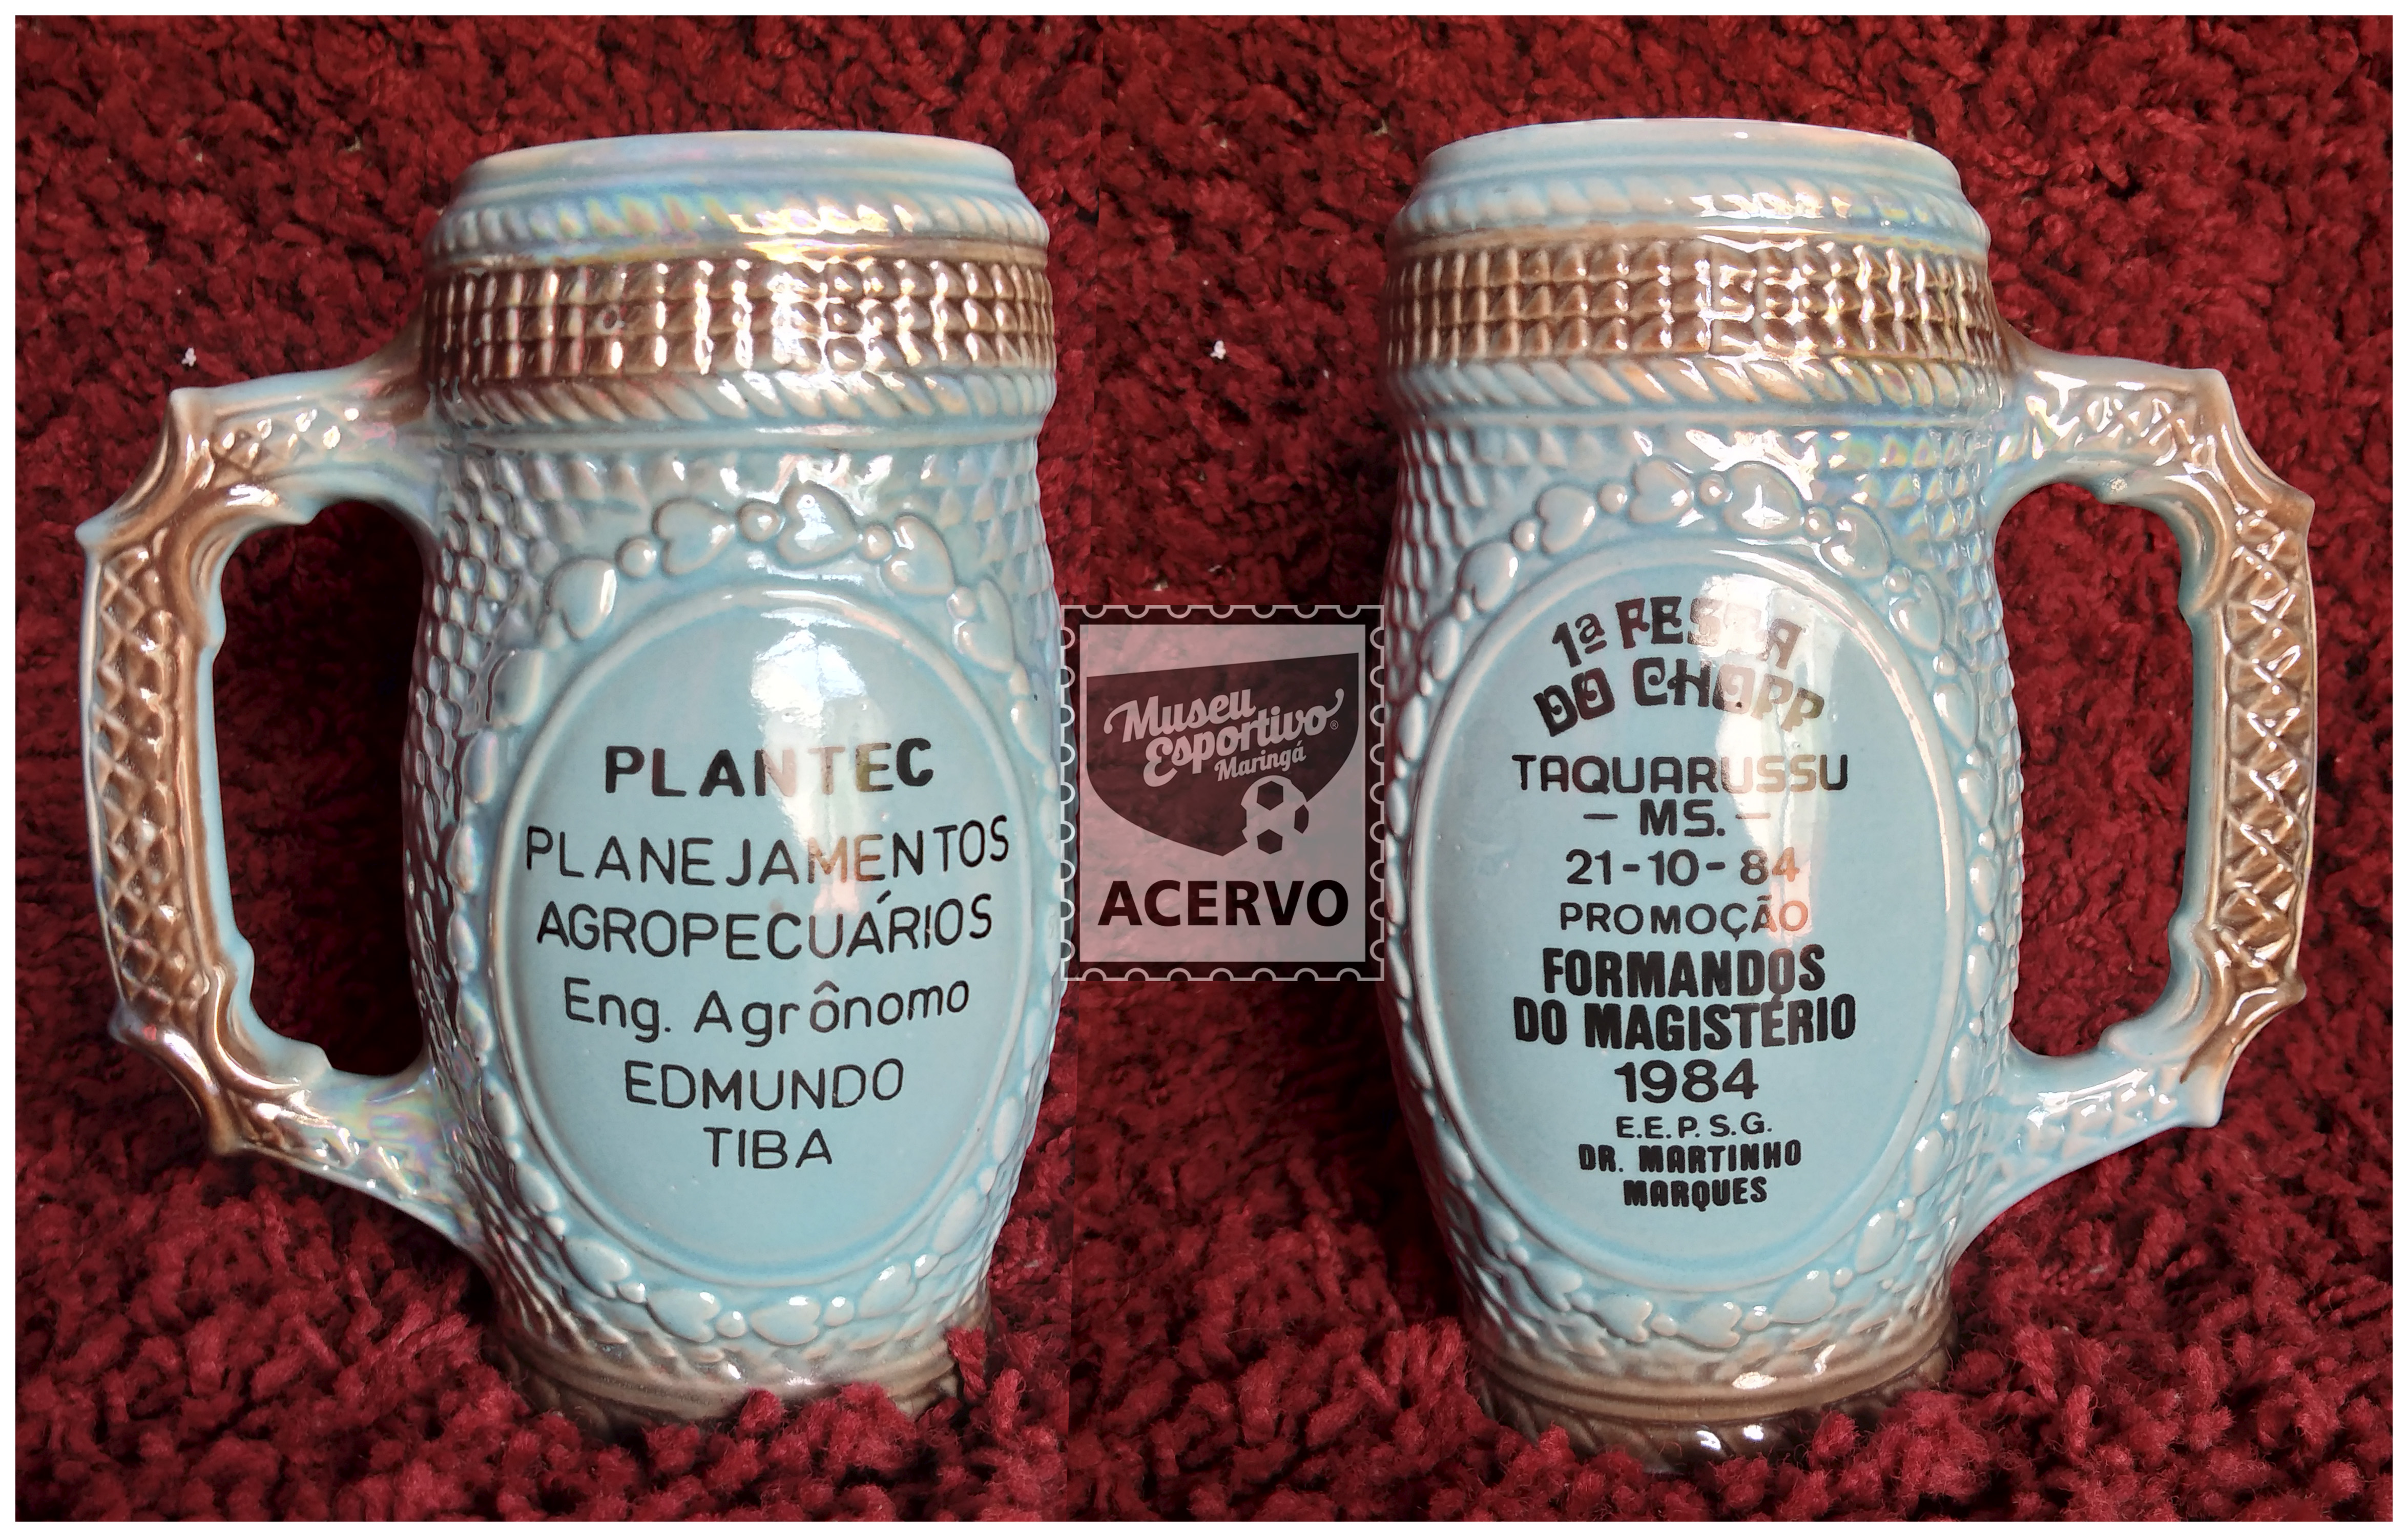 PLANTEC
PLANEJAMENTOS
AGROPECUÁRIOS
Eng. Agrônomo
EDMUNDO
TIBA
Museu
Esportivo®
Maringá
ACERVO
1ª FESTA
DO CHOPP
TAQUARUSSU
- MS. -
21-10-84
PROMOÇÃO
FORMANDOS
DO MAGISTÉRIO
1984
E.E.P.S.G.
DR. MARTINHO
MARQUES